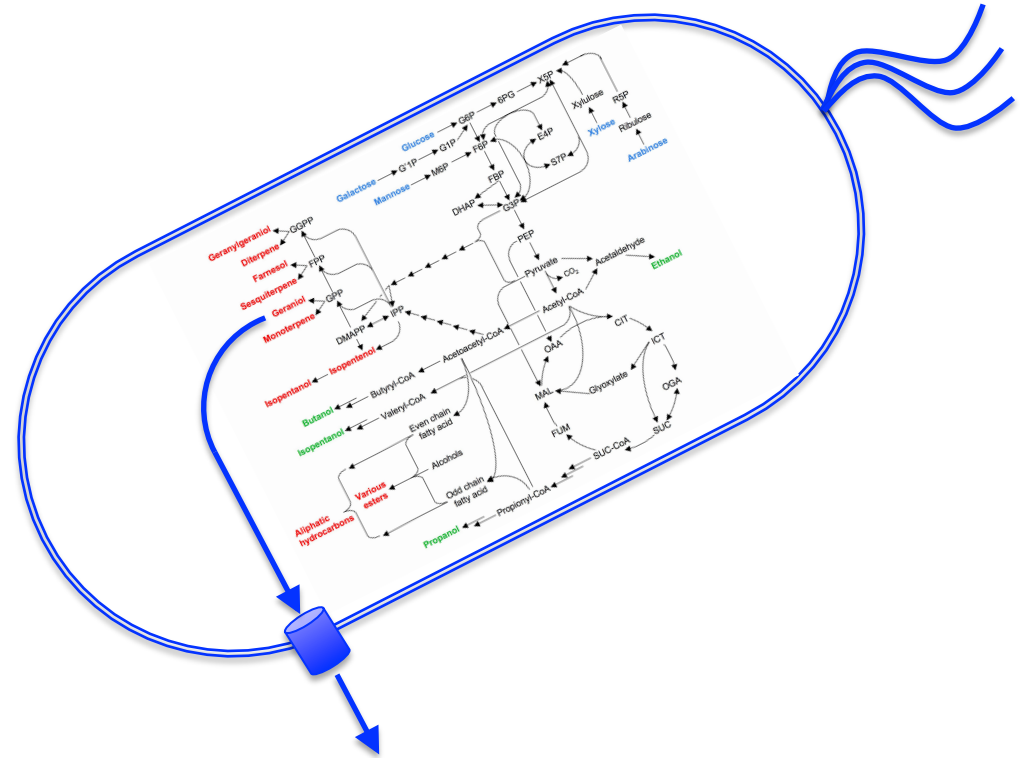 X5P
6PG
G6P
Glucose
G1P
G'1P
Galactose
F6P
M6P
Mannose
E4P
S7P
Xylulose
Xylose
R5P
Ribulose
Arabinose
FBP
DHAP
G3P
PEP
Pyruvate
CO2
Acetaldehyde
Ethanol
Acetyl-CoA
GGPP
Geranylgeraniol
Diterpene
FPP
Farnesol
Sesquiterpene
GPP
Geraniol
Monoterpene
IPP
DMAPP
Isopentenol
Isopentanol
Acetoacetyl-CoA
Butyryl-CoA
Butanol
Valeryl-CoA
Isopentanol
Even chain
fatty acid
Alcohols
Various
esters
Odd chain
fatty acid
Aliphatic
hydrocarbons
Propionyl-CoA
Propanol
OAA
CIT
ICT
Glyoxylate
OGA
MAL
FUM
SUC
SUC-CoA